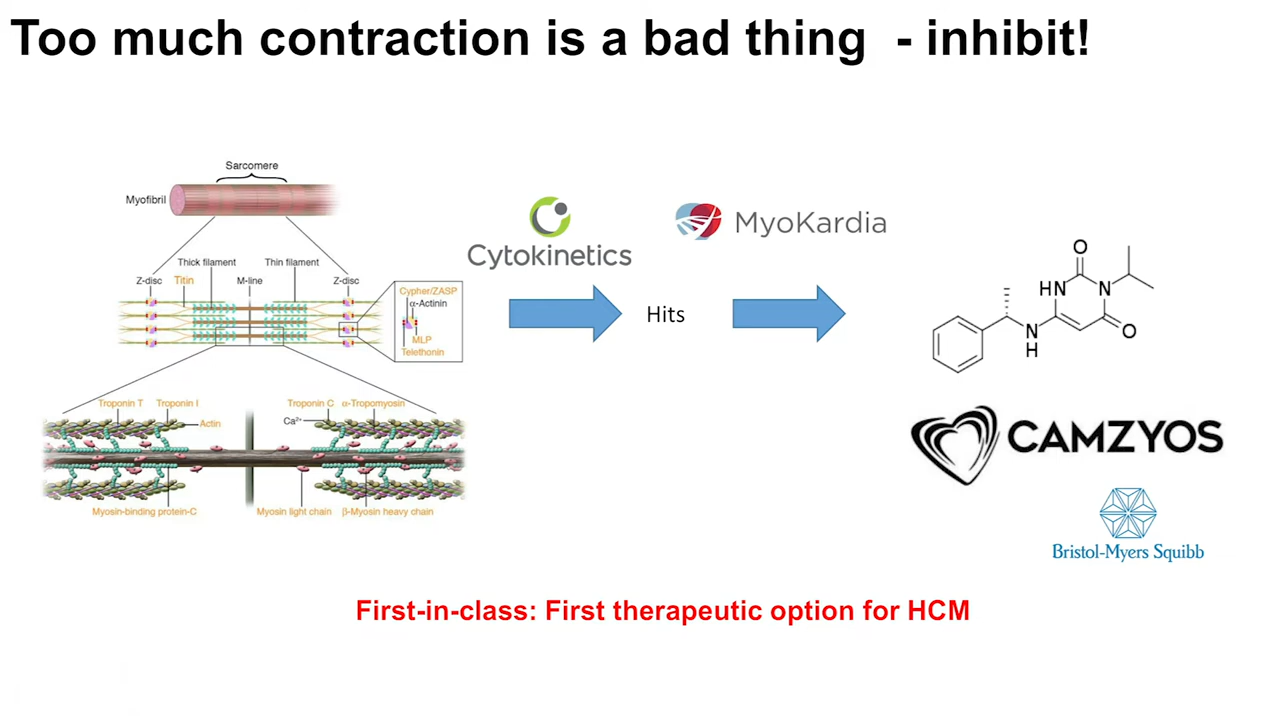 Too much contraction is a bad thing - inhibit!
Sarcomere
Myofibril
Thick filament
Thin filament
Z-disc
Titin
M-line
Z-disc
Cypher/ZASP
α-Actinin
MLP
Telethonin
Troponin T
Troponin I
Actin
Troponin C
α-Tropomyosin
Ca²⁺
Myosin-binding protein-C
Myosin light chain
β-Myosin heavy chain
Cytokinetics
Hits
MyoKardia
O
HN
N
N
H
O
CAMZYOS
Bristol-Myers Squibb
First-in-class: First therapeutic option for HCM